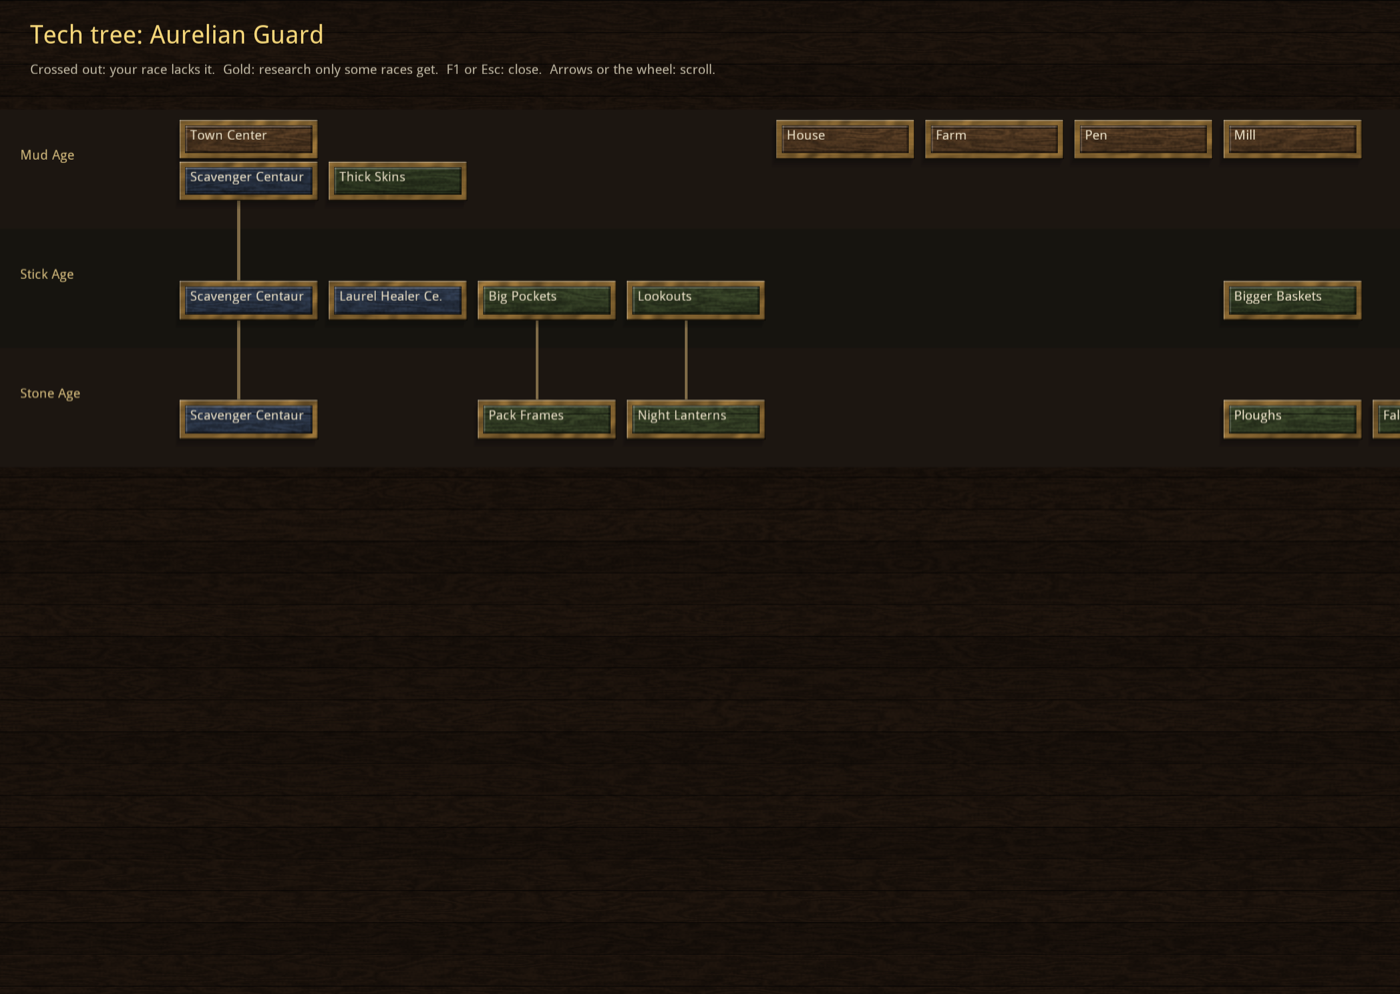 Tech tree: Aurelian Guard
Crossed out: your race lacks it.  Gold: research only some races get.  F1 or Esc: close.  Arrows or the wheel: scroll.
Mud Age
Town Center
House
Farm
Pen
Mill
Scavenger Centaur
Thick Skins
Stick Age
Scavenger Centaur
Laurel Healer Ce.
Big Pockets
Lookouts
Bigger Baskets
Stone Age
Scavenger Centaur
Pack Frames
Night Lanterns
Ploughs
Fal